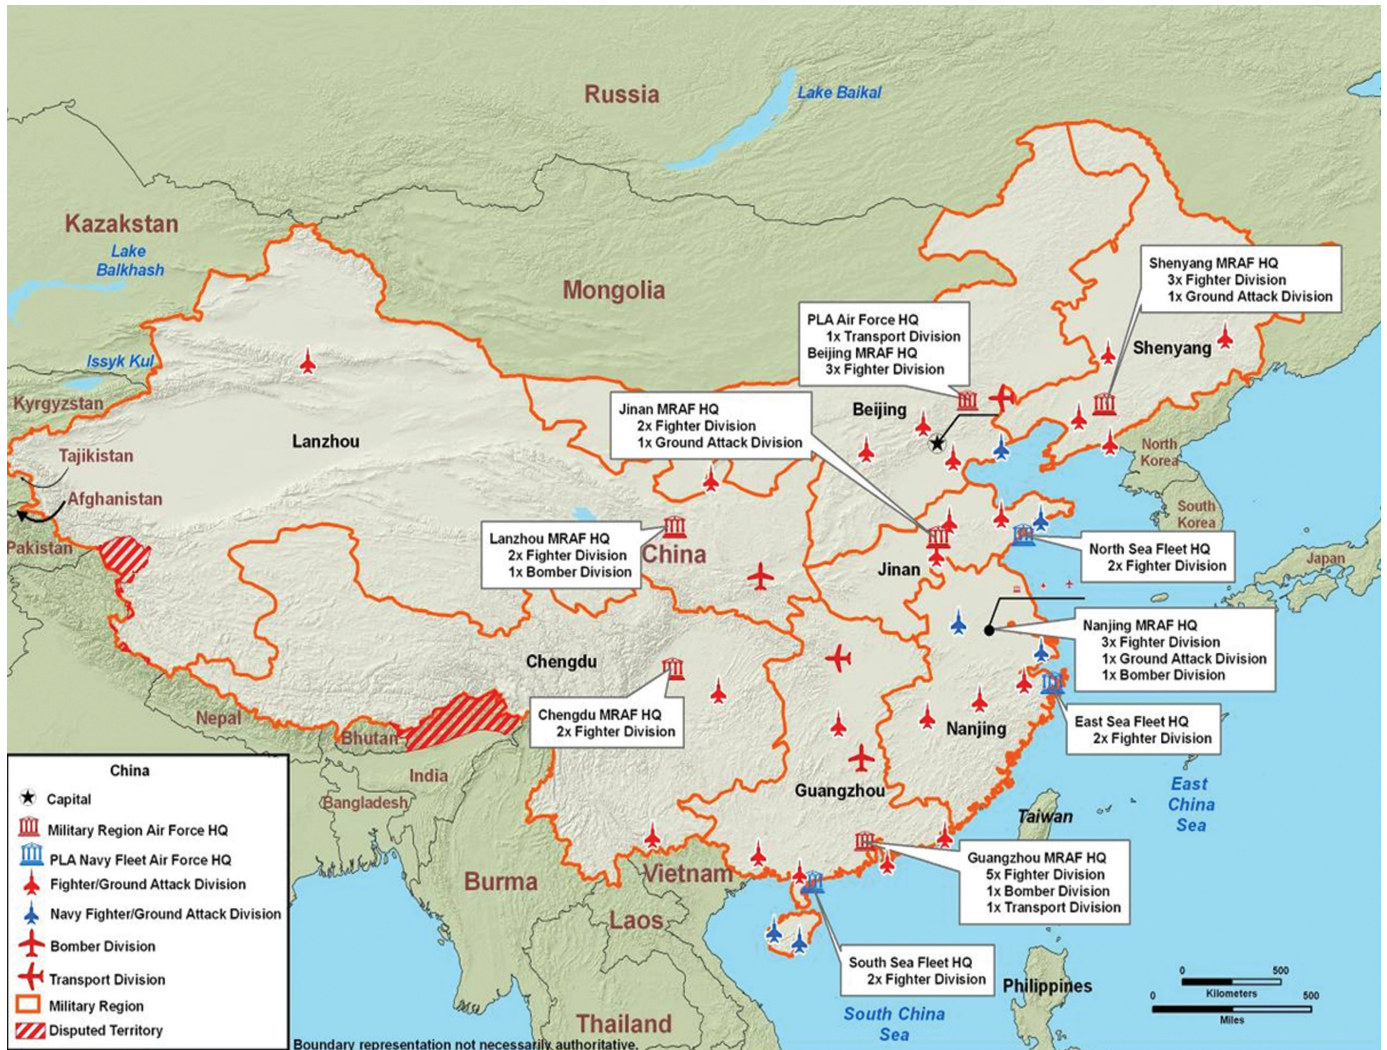 Russia
Lake Baikal
Kazakstan
Lake
Balkhash
Mongolia
Issyk Kul
Kyrgyzstan
Tajikistan
Afghanistan
Pakistan
Lanzhou
Shenyang MRAF HQ
3x Fighter Division
1x Ground Attack Division
PLA Air Force HQ
1x Transport Division
Beijing MRAF HQ
3x Fighter Division
Shenyang
Beijing
Jinan MRAF HQ
2x Fighter Division
1x Ground Attack Division
North
Korea
South
Korea
Japan
Lanzhou MRAF HQ
2x Fighter Division
1x Bomber Division
China
Jinan
North Sea Fleet HQ
2x Fighter Division
Nanjing MRAF HQ
3x Fighter Division
1x Ground Attack Division
1x Bomber Division
Chengdu
Chengdu MRAF HQ
2x Fighter Division
Nanjing
East Sea Fleet HQ
2x Fighter Division
Nepal
Bhutan
India
Bangladesh
Guangzhou
East
China
Sea
Taiwan
Burma
Vietnam
Laos
Thailand
Guangzhou MRAF HQ
5x Fighter Division
1x Bomber Division
1x Transport Division
South Sea Fleet HQ
2x Fighter Division
South China
Sea
Philippines
0 500
Kilometers
0 500
Miles
China
Capital
Military Region Air Force HQ
PLA Navy Fleet Air Force HQ
Fighter/Ground Attack Division
Navy Fighter/Ground Attack Division
Bomber Division
Transport Division
Military Region
Disputed Territory
Boundary representation not necessarily authoritative.